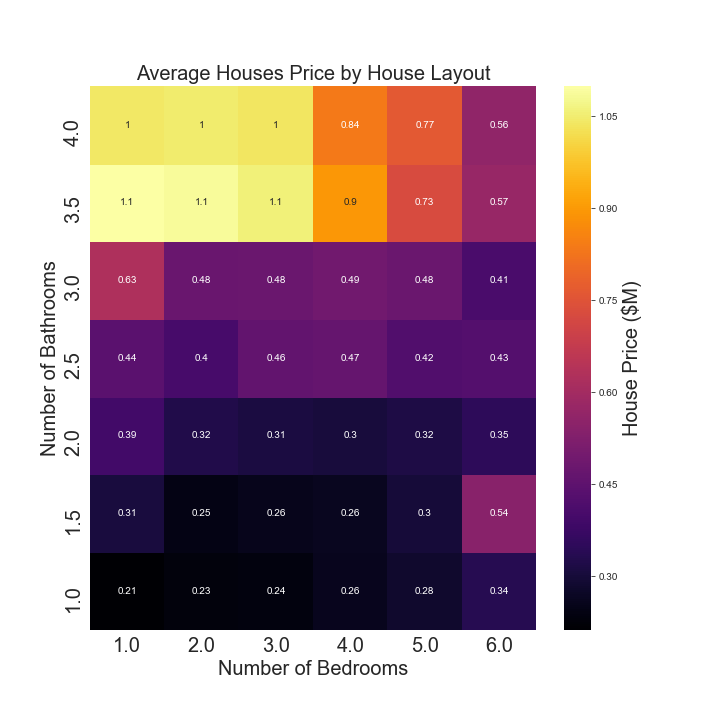 Average Houses Price by House Layout
Number of Bathrooms
4.0 1 1 1 0.84 0.77 0.56
3.5 1.1 1.1 1.1 0.9 0.73 0.57
3.0 0.63 0.48 0.48 0.49 0.48 0.41
2.5 0.44 0.4 0.46 0.47 0.42 0.43
2.0 0.39 0.32 0.31 0.3 0.32 0.35
1.5 0.31 0.25 0.26 0.26 0.3 0.54
1.0 0.21 0.23 0.24 0.26 0.28 0.34
1.0 2.0 3.0 4.0 5.0 6.0
Number of Bedrooms
1.05
0.90
0.75
0.60
0.45
0.30
House Price ($M)